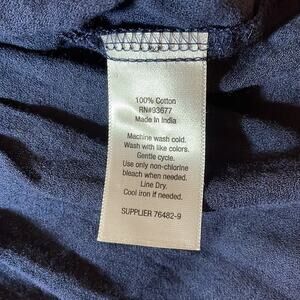 100% Cotton
RN#93677
Made In India
Machine wash cold.
Wash with like colors.
Gentle cycle.
Use only non-chlorine
bleach when needed.
Line Dry.
Cool iron if needed.
SUPPLIER 76482-9